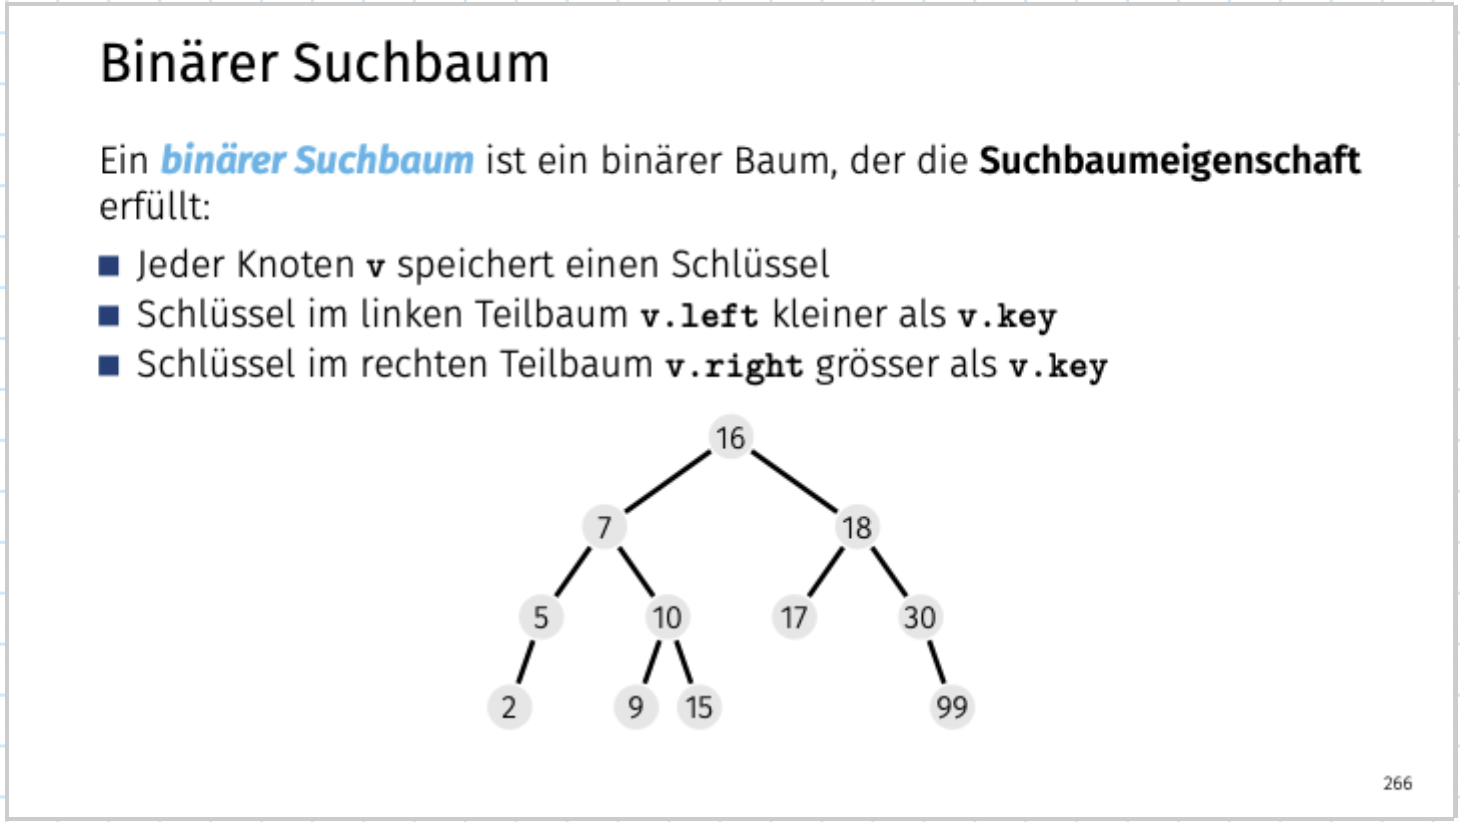 Binärer Suchbaum
Ein binärer Suchbaum ist ein binärer Baum, der die Suchbaumeigenschaft
erfüllt:
Jeder Knoten v speichert einen Schlüssel
Schlüssel im linken Teilbaum v.left kleiner als v.key
Schlüssel im rechten Teilbaum v.right grösser als v.key
16
7 18
5 10 17 30
2 9 15 99
266